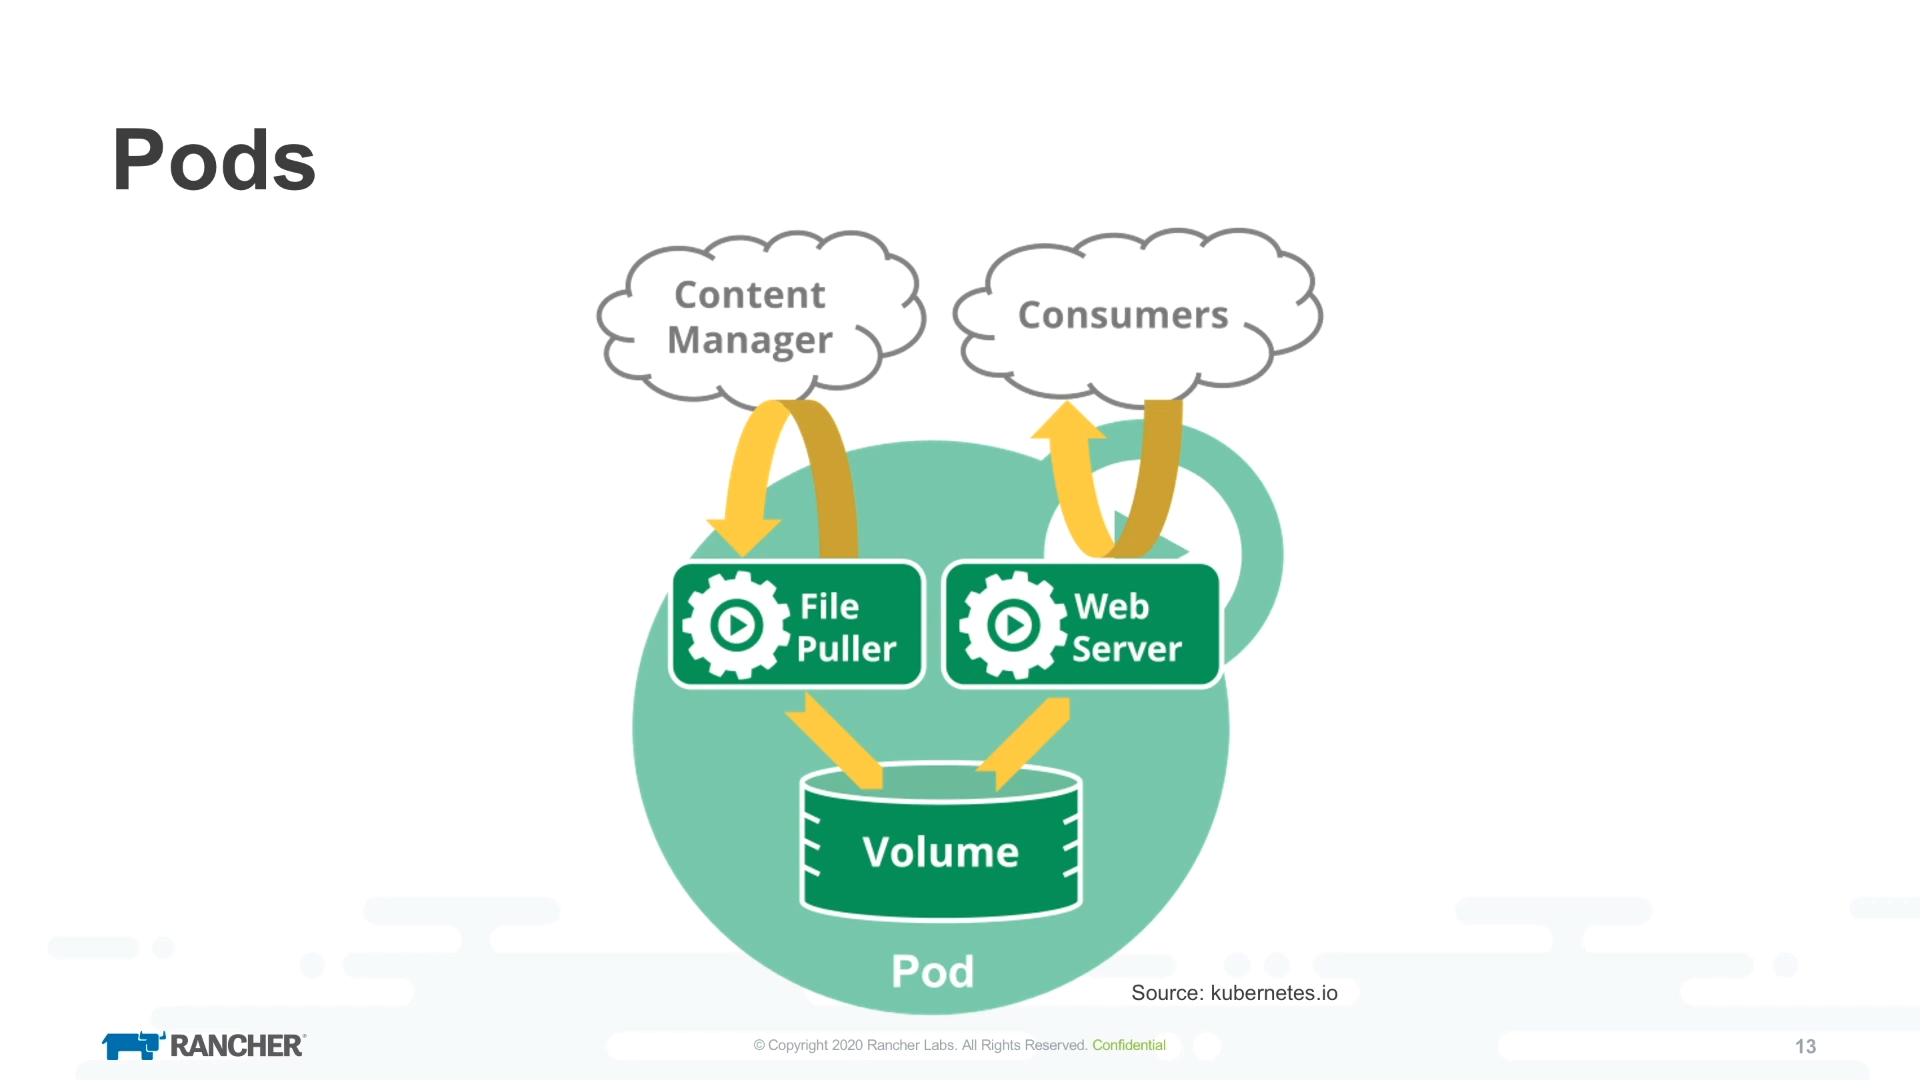 Pods
Content
Manager
Consumers
File
Puller
Web
Server
Volume
Pod
Source: kubernetes.io
RANCHER®
© Copyright 2020 Rancher Labs. All Rights Reserved. Confidential
13